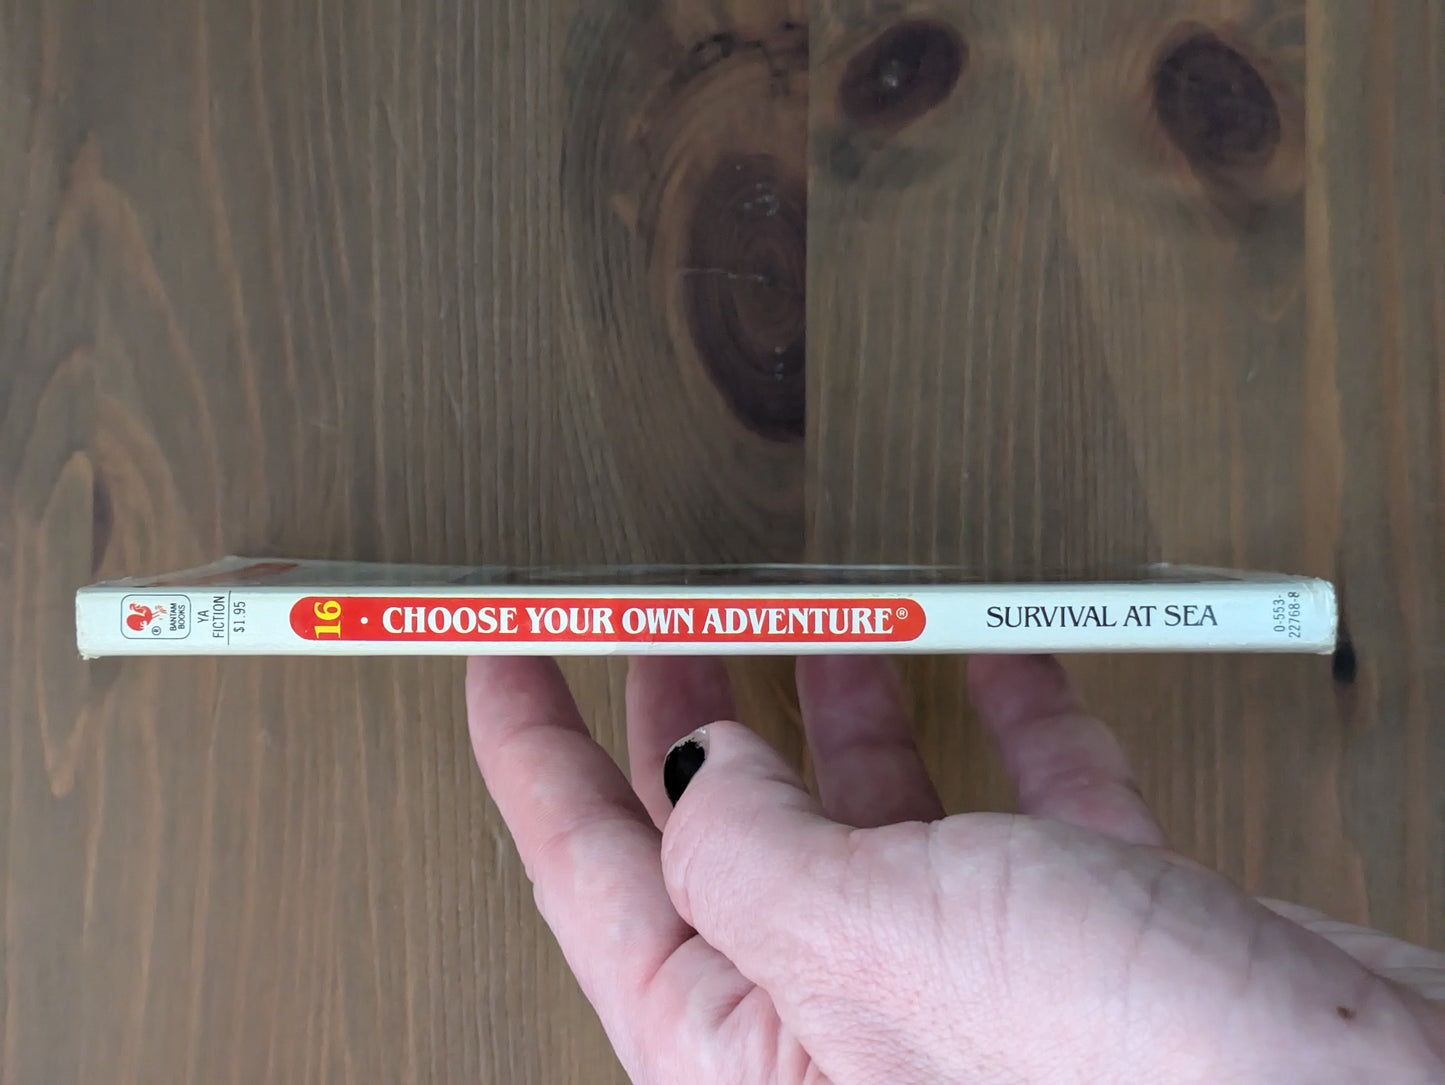 ®
BANTAM
BOOKS
YA
FICTION
$1.95
16 · CHOOSE YOUR OWN ADVENTURE®
SURVIVAL AT SEA
0-553-
22768-8